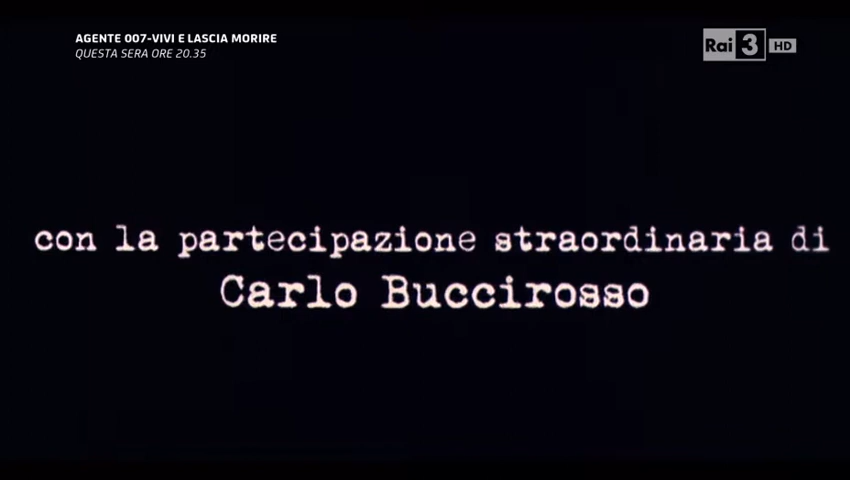 AGENTE 007-VIVI E LASCIA MORIRE
QUESTA SERA ORE 20.35
Rai 3 HD
con la partecipazione straordinaria di
Carlo Buccirosso